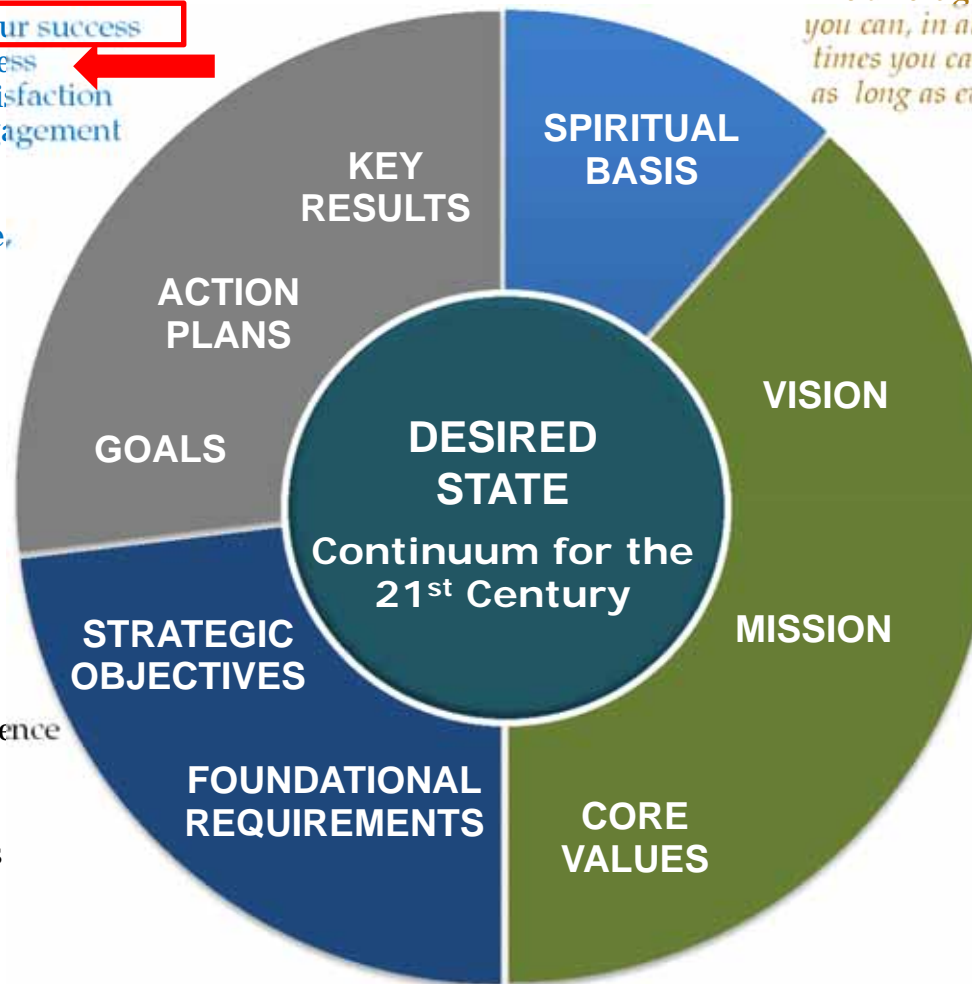 ur success
ess
isfaction
agement
e,
you can, in a
times you ca
as long as e
SPIRITUAL
BASIS
KEY
RESULTS
ACTION
PLANS
GOALS
VISION
DESIRED
STATE
Continuum for the
21st Century
MISSION
STRATEGIC
OBJECTIVES
ence
FOUNDATIONAL
REQUIREMENTS
s
CORE
VALUES